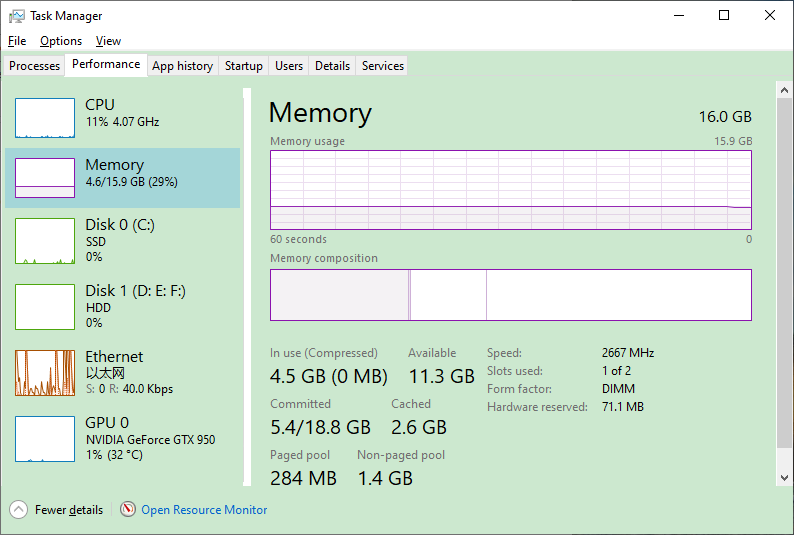 Task Manager
File Options View
Processes Performance App history Startup Users Details Services
CPU
11% 4.07 GHz
Memory
4.6/15.9 GB (29%)
Disk 0 (C:)
SSD
0%
Disk 1 (D: E: F:)
HDD
0%
Ethernet
以太网
S: 0 R: 40.0 Kbps
GPU 0
NVIDIA GeForce GTX 950
1% (32 °C)
Memory 16.0 GB
Memory usage 15.9 GB
60 seconds 0
Memory composition
In use (Compressed) Available
4.5 GB (0 MB) 11.3 GB
Committed Cached
5.4/18.8 GB 2.6 GB
Paged pool Non-paged pool
284 MB 1.4 GB
Speed: 2667 MHz
Slots used: 1 of 2
Form factor: DIMM
Hardware reserved: 71.1 MB
Fewer details Open Resource Monitor